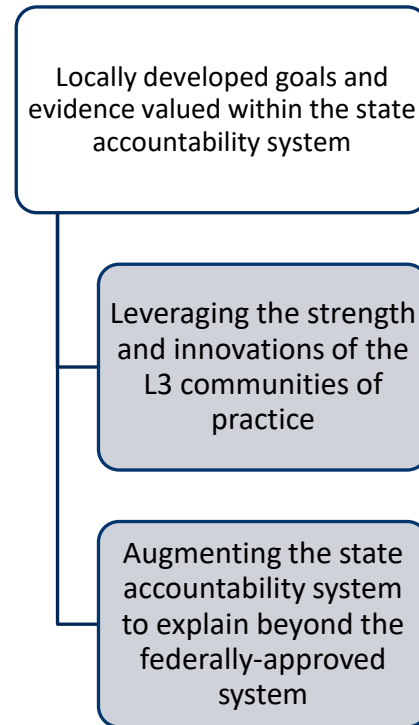 Locally developed goals and
evidence valued within the state
accountability system
Leveraging the strength
and innovations of the
L3 communities of
practice
Augmenting the state
accountability system
to explain beyond the
federally-approved
system